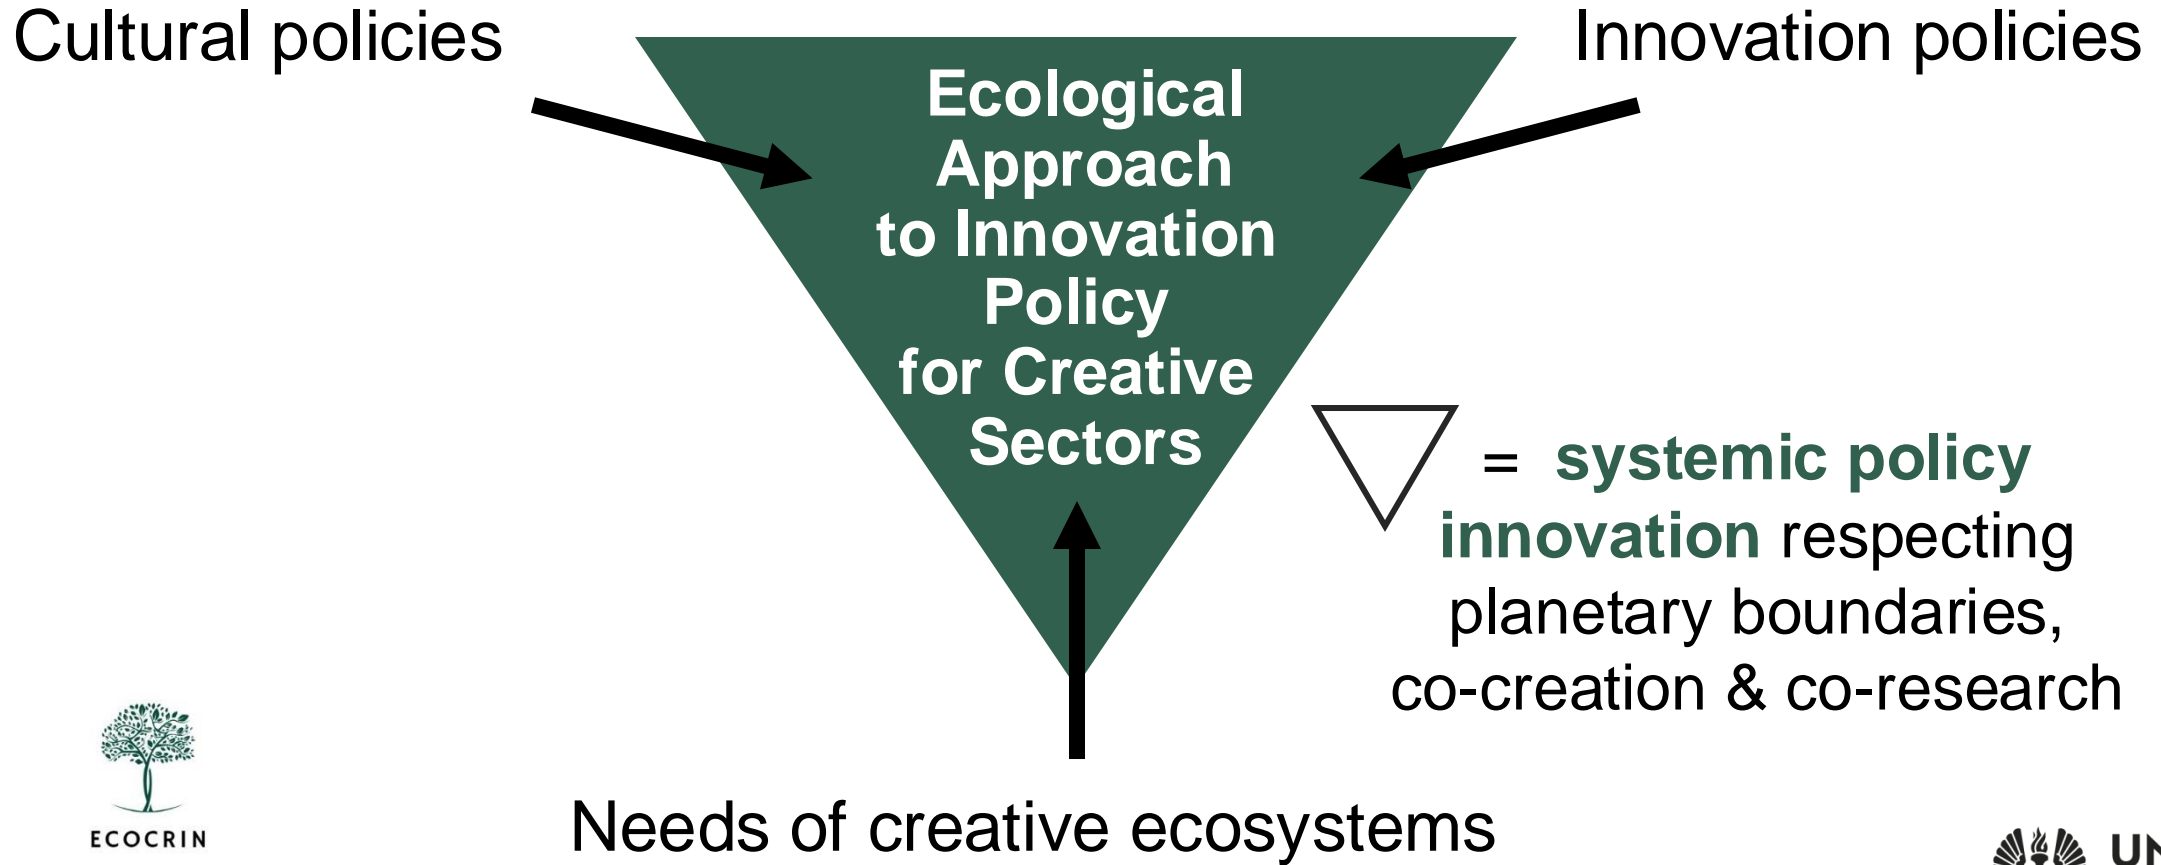 Cultural policies
Innovation policies
Ecological
Approach
to Innovation
Policy
for Creative
Sectors
= systemic policy
innovation respecting
planetary boundaries,
co-creation & co-research
ECOCRIN
Needs of creative ecosystems
UN